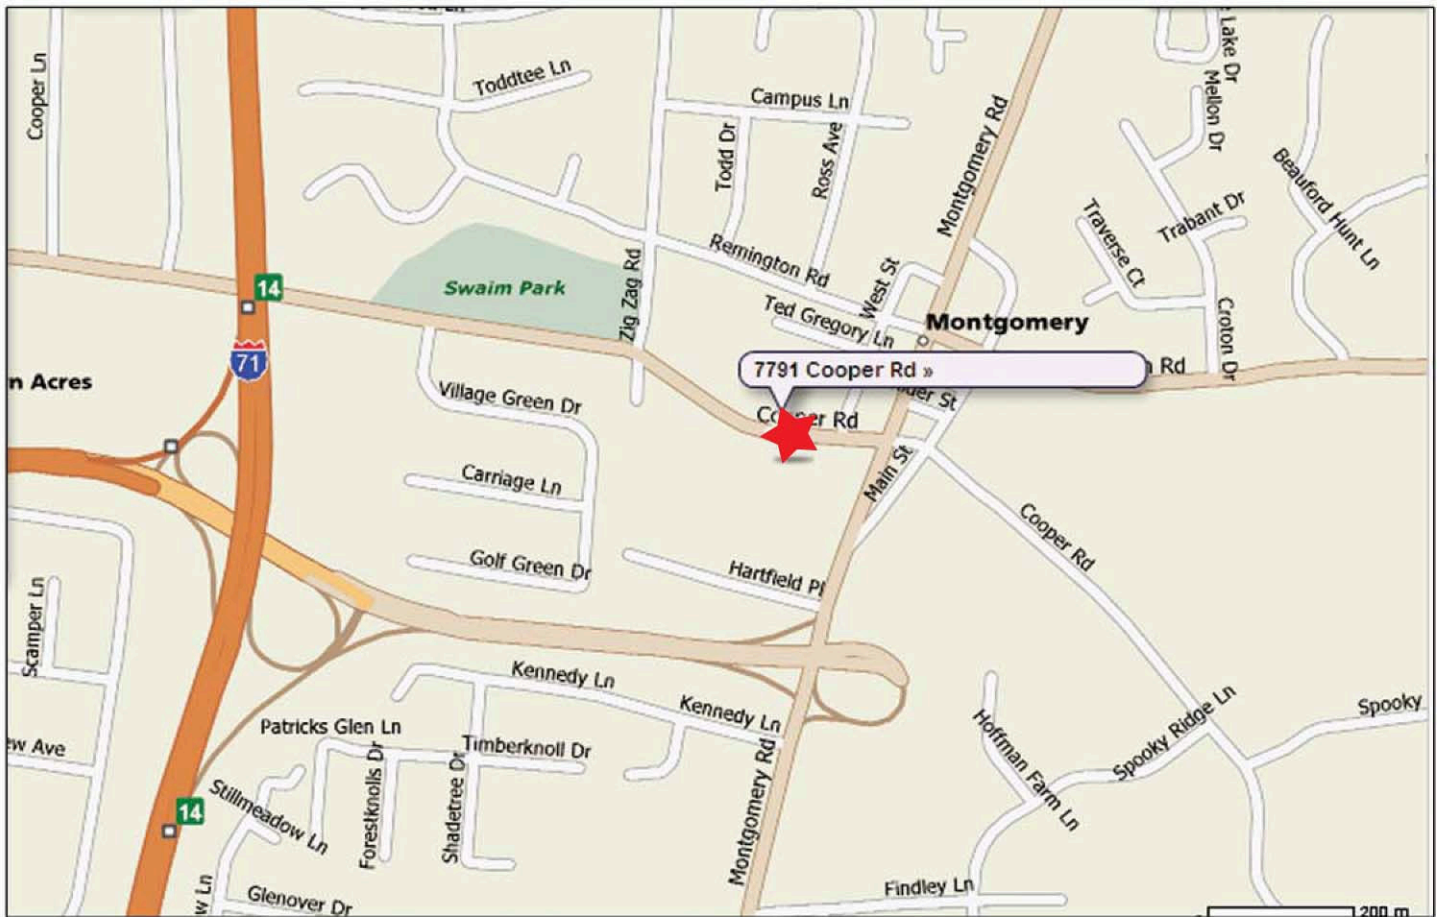 Cooper Ln
Toddtee Ln
Campus Ln
Todd Dr
Ross Ave
Montgomery Rd
Lake Dr
Mellon Dr
Beauford Hunt Ln
Trabant Dr
Traverse Ct
Croton Dr
Remington Rd
West St
Zig Zag Rd
Swaim Park
14
Ted Gregory Ln
Montgomery
71
7791 Cooper Rd »
Rd
n Acres
Village Green Dr
St
Cooper Rd
Main St
Carriage Ln
Cooper Rd
Golf Green Dr
Hartfield Pl
Scamper Ln
Kennedy Ln
Kennedy Ln
Patricks Glen Ln
Timberknoll Dr
Forestknolls Dr
Shadetree Dr
Montgomery Rd
Hoffman Farm Ln
Spooky Ridge Ln
Spooky
ew Ave
14
Stillmeadow Ln
w Ln
Glenover Dr
Findley Ln
200 m